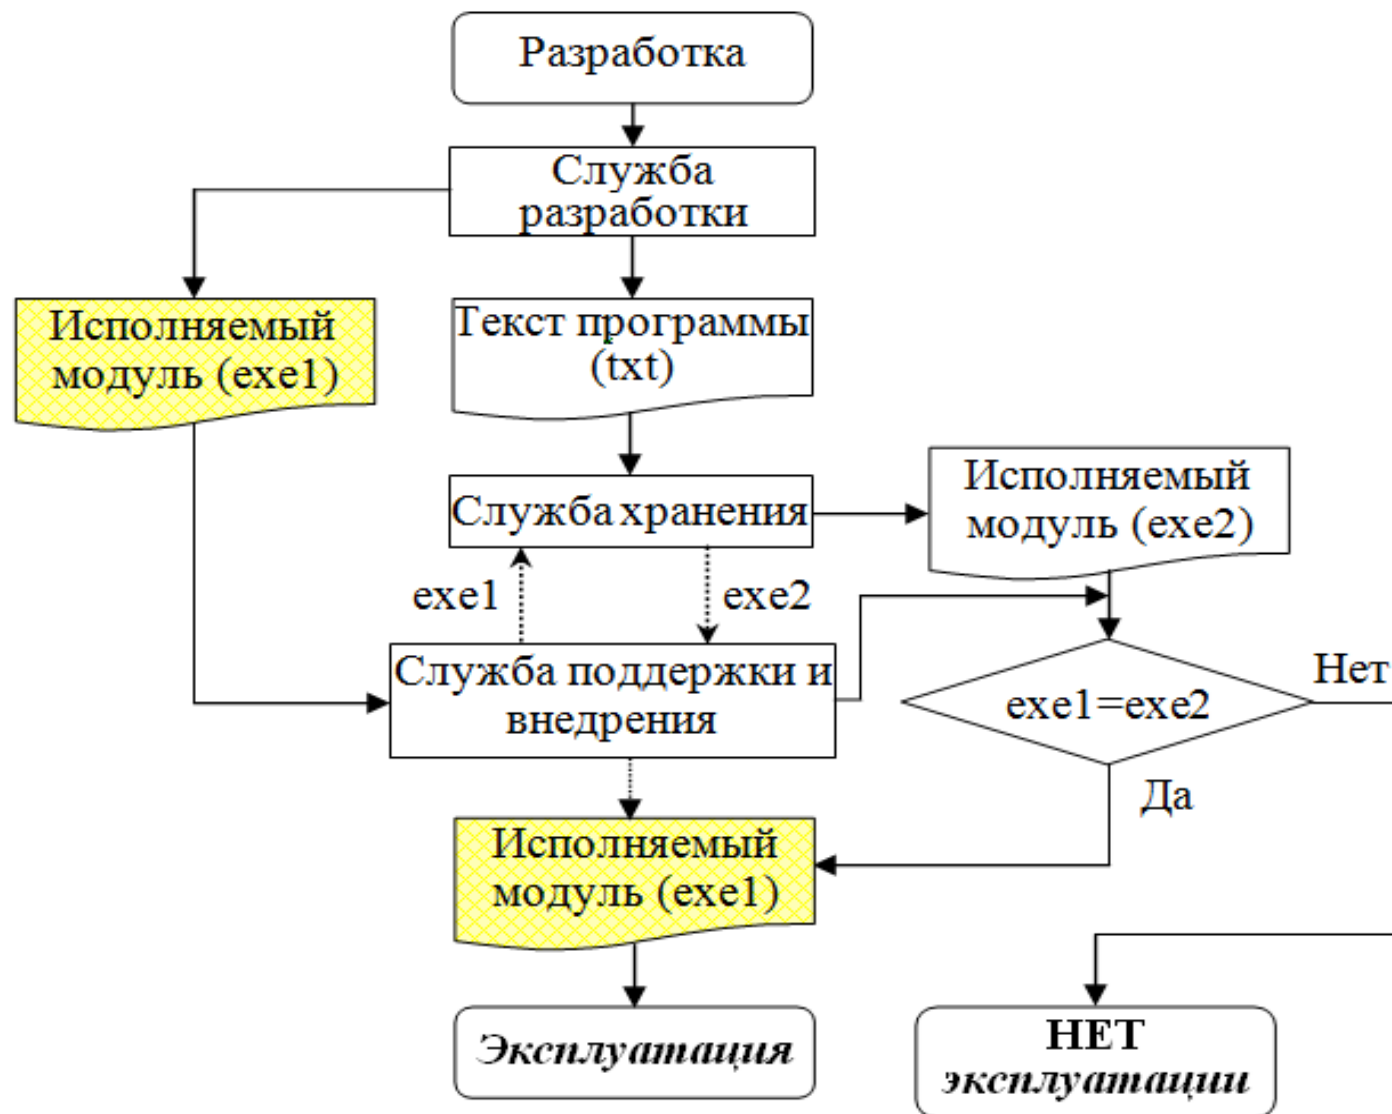 Разработка
Служба
разработки
Исполняемый
модуль (exe1)
Текст программы
(txt)
Служба хранения
Исполняемый
модуль (exe2)
exe1
exe2
Служба поддержки и
внедрения
exe1=exe2
Нет
Да
Исполняемый
модуль (exe1)
Эксплуатация
НЕТ
эксплуатации